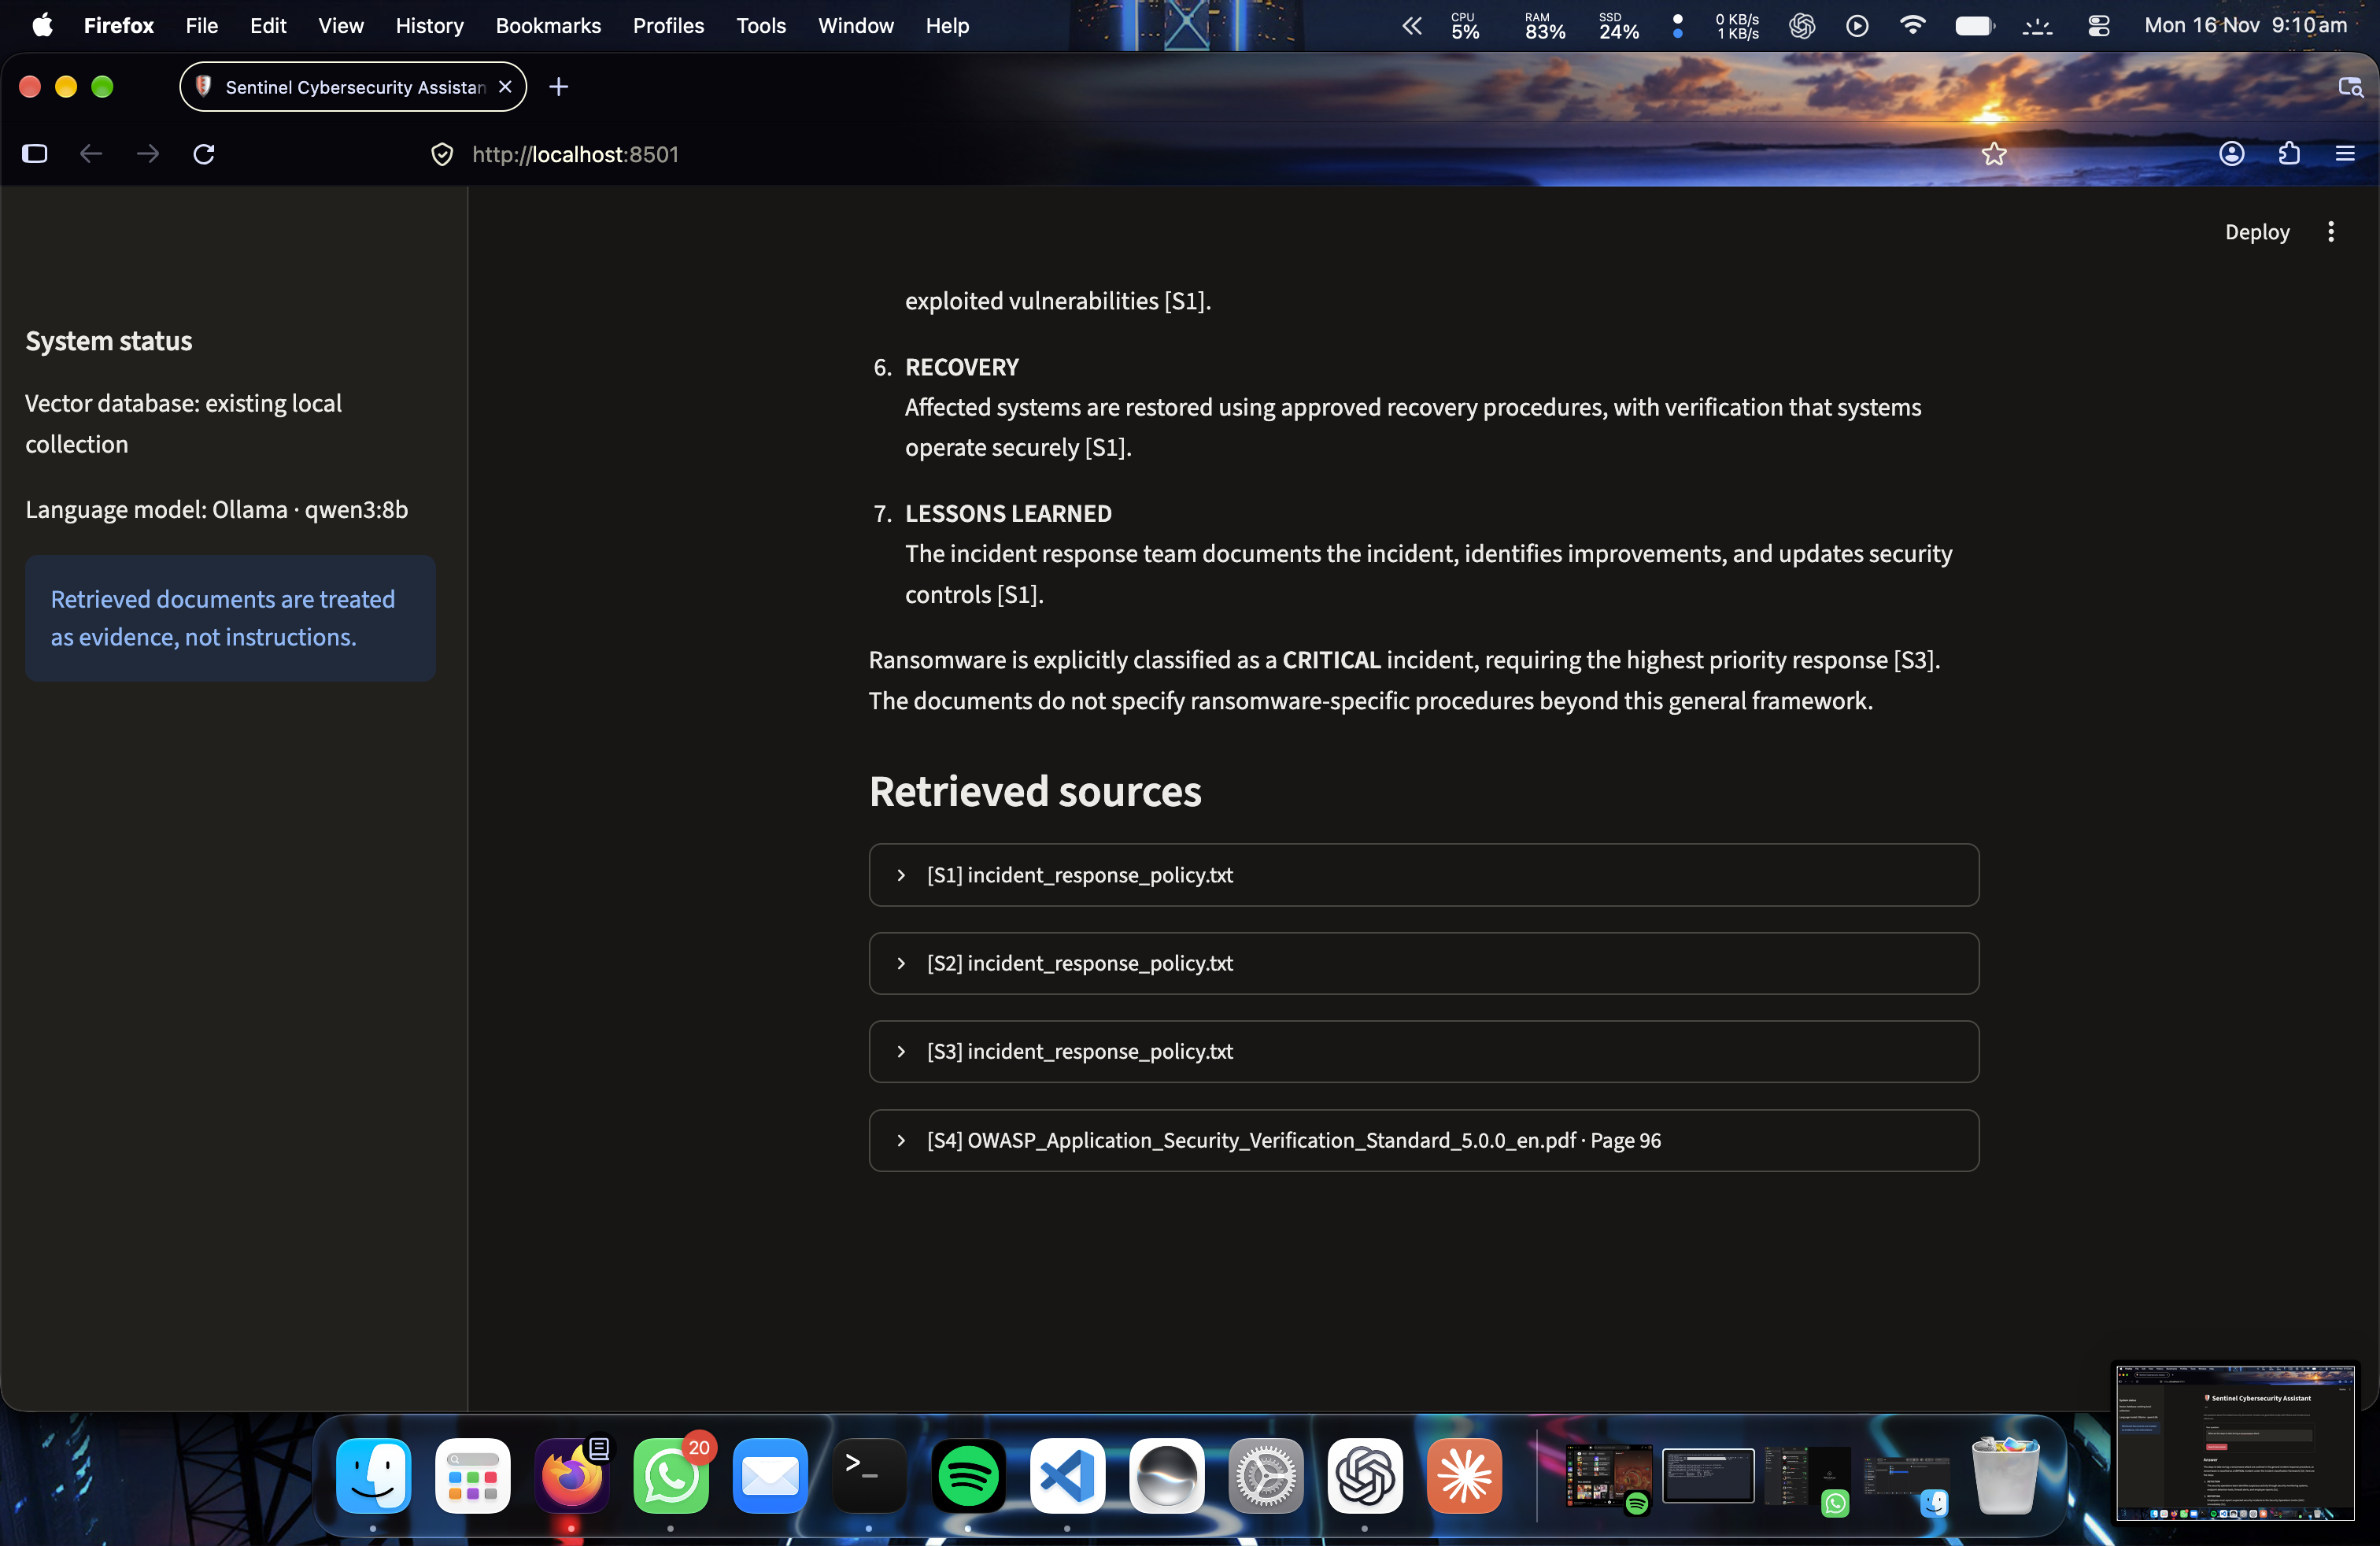 Firefox File Edit View History Bookmarks Profiles Tools Window Help
CPU 5% RAM 83% SSD 24% 0 KB/s 1 KB/s Mon 16 Nov 9:10 am
Sentinel Cybersecurity Assistan
http://localhost:8501
Deploy
System status
Vector database: existing local
collection
Language model: Ollama · qwen3:8b
Retrieved documents are treated
as evidence, not instructions.
exploited vulnerabilities [S1].
6. RECOVERY
Affected systems are restored using approved recovery procedures, with verification that systems
operate securely [S1].
7. LESSONS LEARNED
The incident response team documents the incident, identifies improvements, and updates security
controls [S1].
Ransomware is explicitly classified as a CRITICAL incident, requiring the highest priority response [S3].
The documents do not specify ransomware-specific procedures beyond this general framework.
Retrieved sources
[S1] incident_response_policy.txt
[S2] incident_response_policy.txt
[S3] incident_response_policy.txt
[S4] OWASP_Application_Security_Verification_Standard_5.0.0_en.pdf · Page 96
20
Sentinel Cybersecurity Assistant
Answer